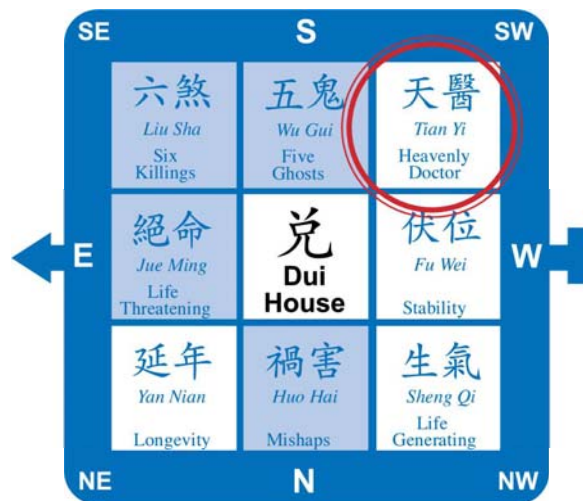 SE S SW
六煞 五鬼 天醫
Liu Sha Wu Gui Tian Yi
Six Five Heavenly
Killings Ghosts Doctor
E 絕命 兑 伏位 W
Jue Ming Dui Fu Wei
Life House Stability
Threatening
延年 禍害 生氣
Yan Nian Huo Hai Sheng Qi
Life
Longevity Mishaps Generating
NE N NW